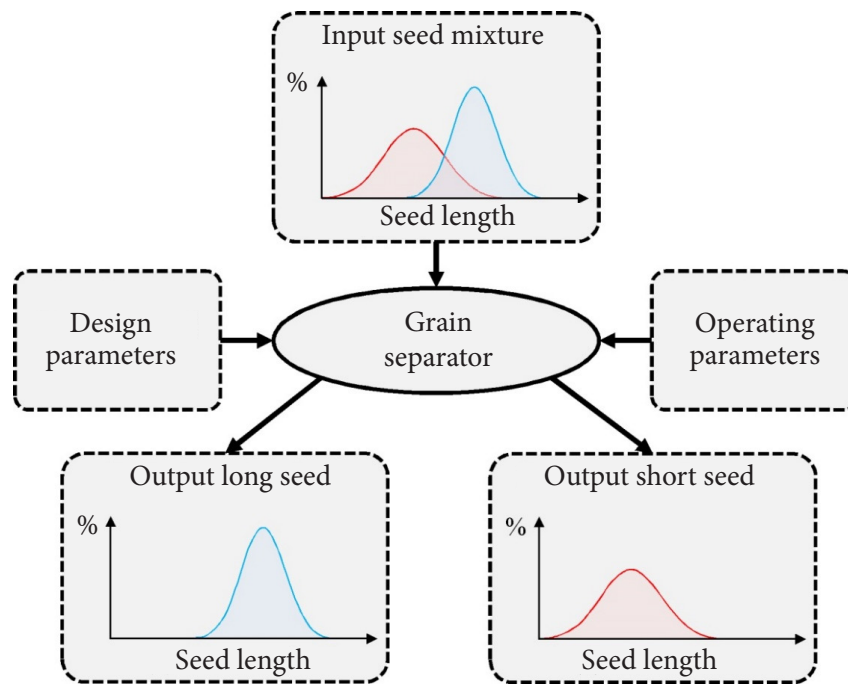 Input seed mixture
%
Seed length
Design
parameters
Grain
separator
Operating
parameters
Output long seed
%
Seed length
Output short seed
%
Seed length